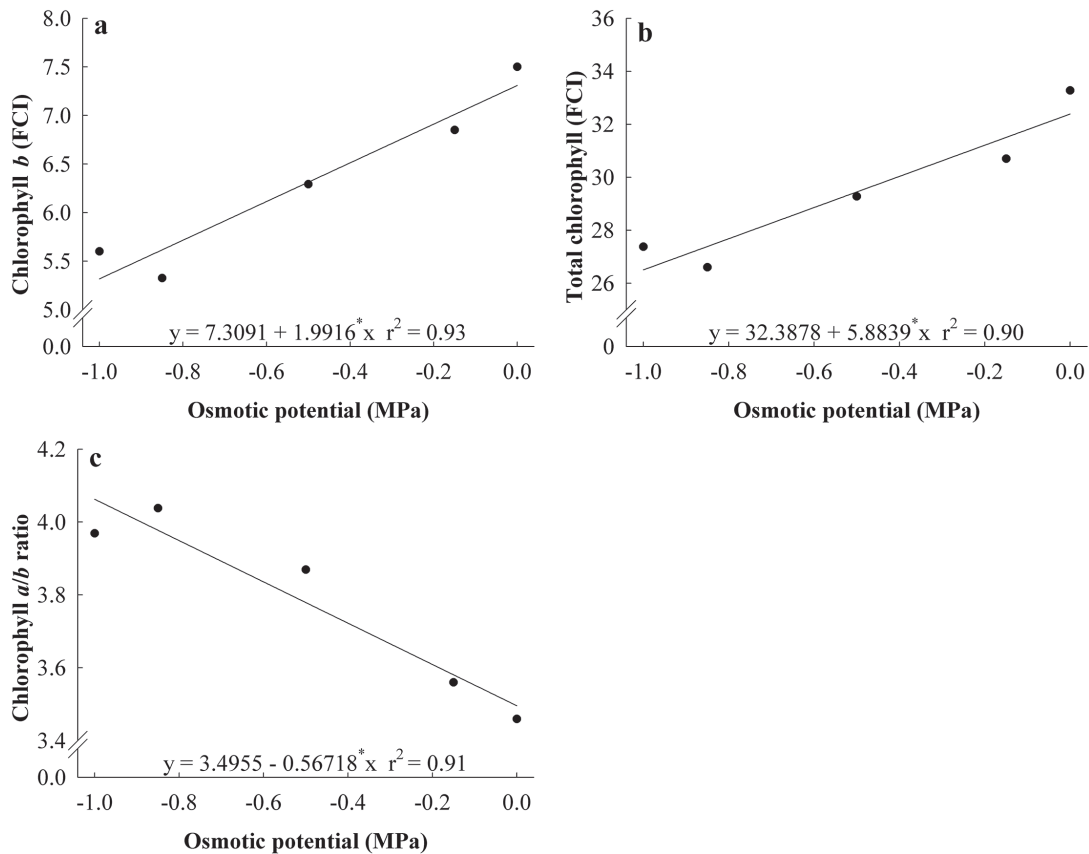 a
Chlorophyll b (FCI)
8.0
7.5
7.0
6.5
6.0
5.5
5.0
0.0
y = 7.3091 + 1.9916*x r² = 0.93
-1.0 -0.8 -0.6 -0.4 -0.2 0.0
Osmotic potential (MPa)
b
Total chlorophyll (FCI)
36
34
32
30
28
26
0
y = 32.3878 + 5.8839*x r² = 0.90
-1.0 -0.8 -0.6 -0.4 -0.2 0.0
Osmotic potential (MPa)
c
Chlorophyll a/b ratio
4.2
4.0
3.8
3.6
3.4
0.0
y = 3.4955 - 0.56718*x r² = 0.91
-1.0 -0.8 -0.6 -0.4 -0.2 0.0
Osmotic potential (MPa)